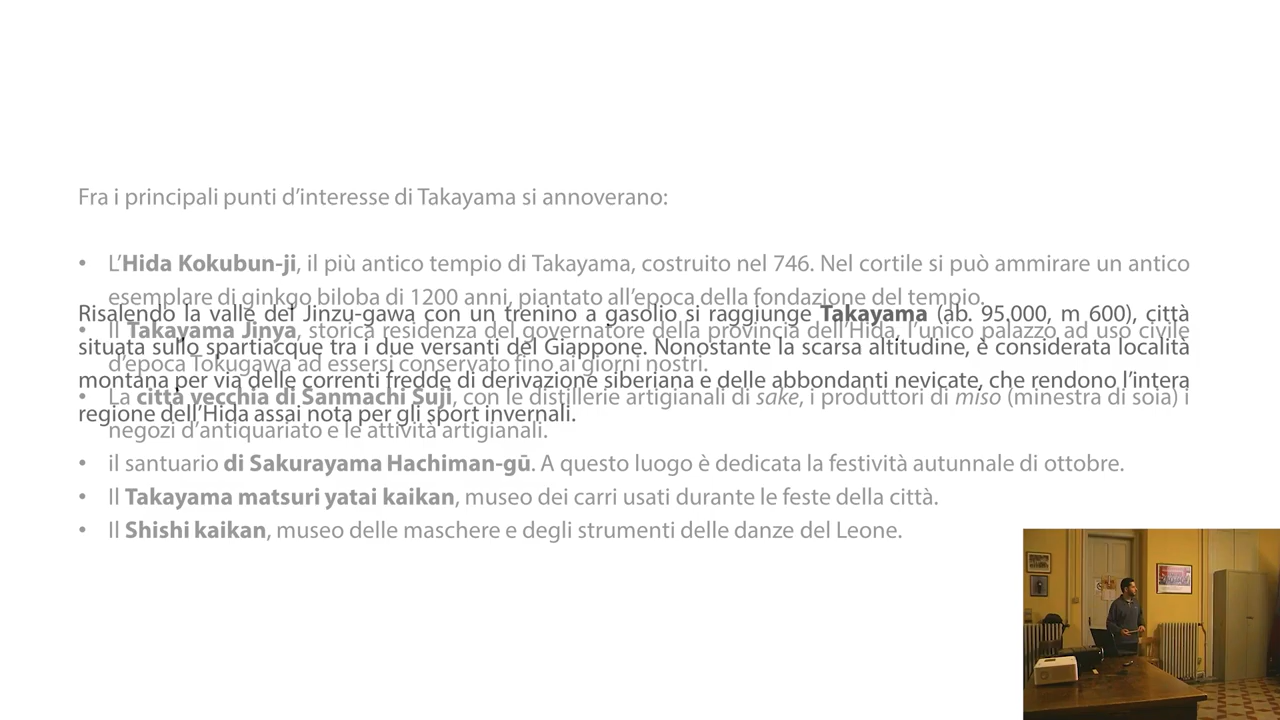 Fra i principali punti d’interesse di Takayama si annoverano:
• L’Hida Kokubun-ji, il più antico tempio di Takayama, costruito nel 746. Nel cortile si può ammirare un antico
esemplare di ginkgo biloba di 1200 anni, piantato all’epoca della fondazione del tempio.
Risalendo la valle del Jinzu-gawa con un trenino a gasolio si raggiunge Takayama (ab. 95.000, m 600), città
• Il Takayama Jinya, storica residenza del governatore della provincia dell’Hida, l’unico palazzo ad uso civile
situata sullo spartiacque tra i due versanti del Giappone. Nonostante la scarsa altitudine, è considerata località
d’epoca Tokugawa ad essersi conservato fino ai giorni nostri.
montana per via delle correnti fredde di derivazione siberiana e delle abbondanti nevicate, che rendono l’intera
• La città vecchia di Sanmachi Suji, con le distillerie artigianali di sake, i produttori di miso (minestra di soia) i
regione dell’Hida assai nota per gli sport invernali.
negozi d’antiquariato e le attività artigianali.
• il santuario di Sakurayama Hachiman-gū. A questo luogo è dedicata la festività autunnale di ottobre.
• Il Takayama matsuri yatai kaikan, museo dei carri usati durante le feste della città.
• Il Shishi kaikan, museo delle maschere e degli strumenti delle danze del Leone.